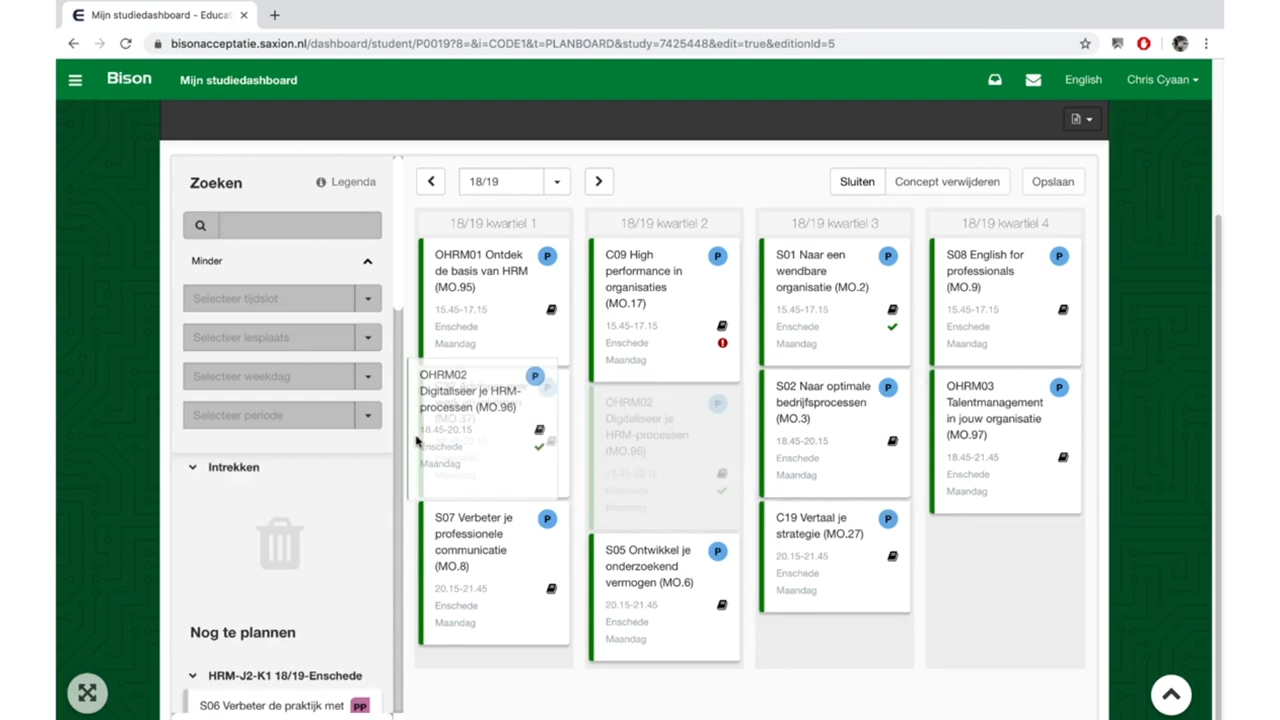 Mijn studiedashboard - Educat
bisonacceptatie.saxion.nl/dashboard/student/P0019?8=&i=CODE1&t=PLANBOARD&study=7425448&edit=true&editionId=5
Bison
Mijn studiedashboard
English
Chris Cyaan
Zoeken
Legenda
Minder
Selecteer tijdslot
Selecteer lesplaats
Selecteer weekdag
Selecteer periode
Intrekken
Nog te plannen
HRM-J2-K1 18/19-Enschede
S06 Verbeter de praktijk met
PP
18/19
Sluiten
Concept verwijderen
Opslaan
18/19 kwartiel 1
OHRM01 Ontdek
de basis van HRM
(MO.95)
P
15.45-17.15
Enschede
Maandag
OHRM02
Digitaliseer je HRM-
processen (MO.96)
P
18.45-20.15
Enschede
Maandag
S07 Verbeter je
professionele
communicatie
(MO.8)
P
20.15-21.45
Enschede
Maandag
18/19 kwartiel 2
C09 High
performance in
organisaties
(MO.17)
P
15.45-17.15
Enschede
Maandag
OHRM02
Digitaliseer je
HRM-processen
(MO.96)
P
18.45-20.15
Enschede
Maandag
S05 Ontwikkel je
onderzoekend
vermogen (MO.6)
P
20.15-21.45
Enschede
Maandag
18/19 kwartiel 3
S01 Naar een
wendbare
organisatie (MO.2)
P
15.45-17.15
Enschede
Maandag
S02 Naar optimale
bedrijfsprocessen
(MO.3)
P
18.45-20.15
Enschede
Maandag
C19 Vertaal je
strategie (MO.27)
P
20.15-21.45
Enschede
Maandag
18/19 kwartiel 4
S08 English for
professionals
(MO.9)
P
15.45-17.15
Enschede
Maandag
OHRM03
Talentmanagement
in jouw organisatie
(MO.97)
P
18.45-21.45
Enschede
Maandag